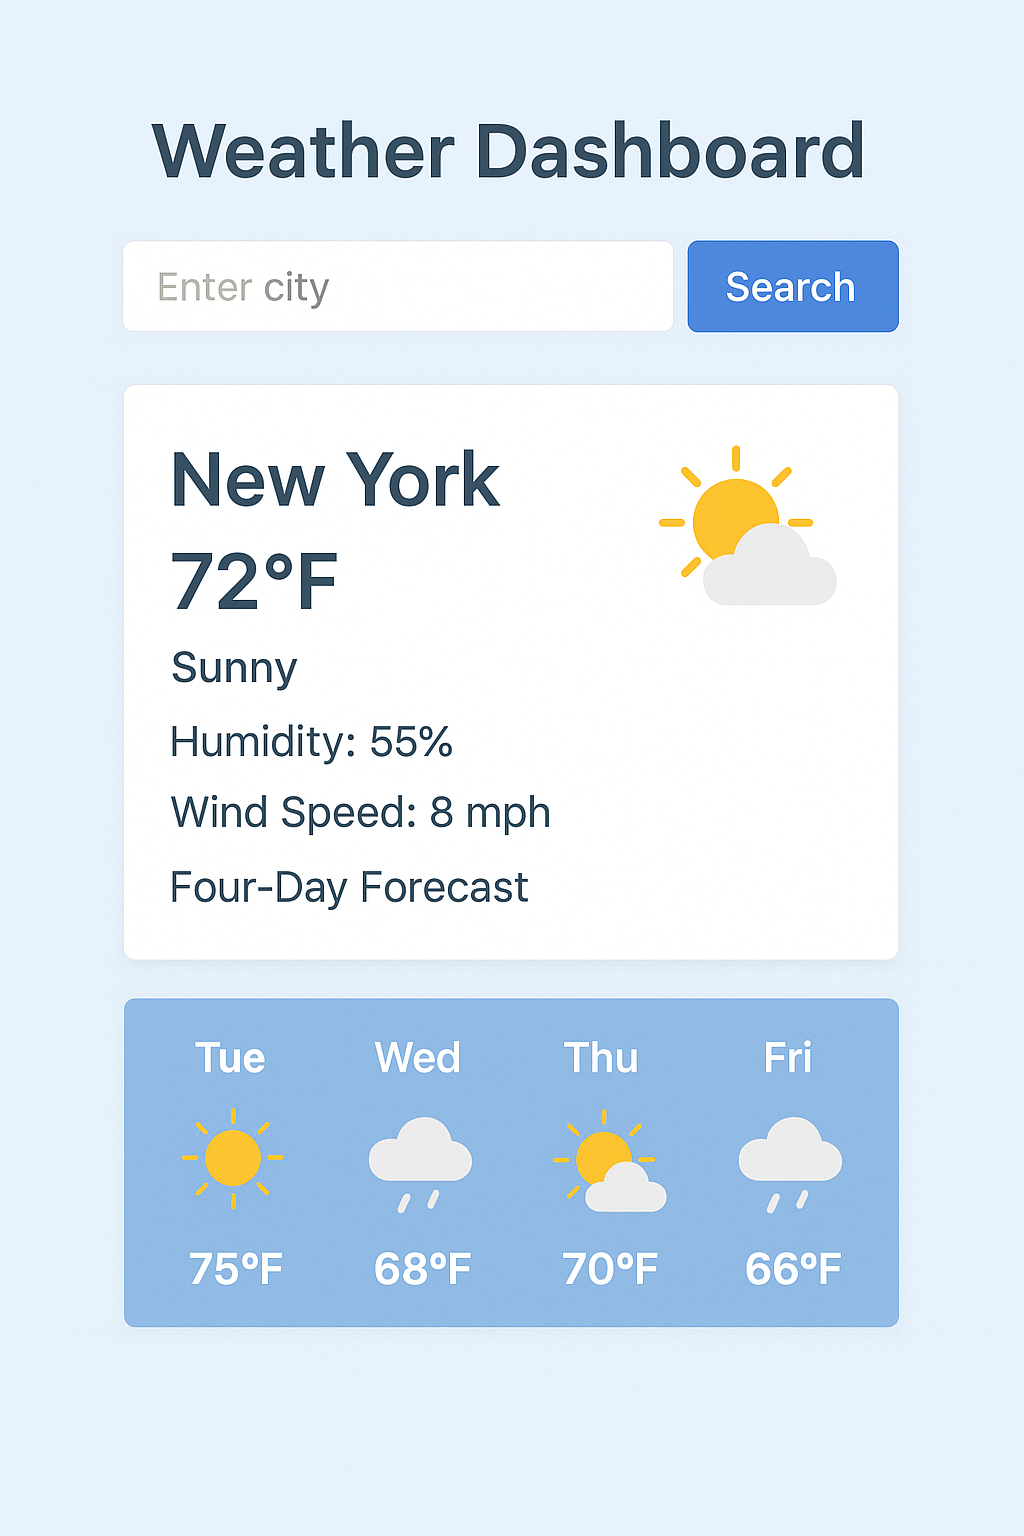 Weather Dashboard
Enter city
Search
New York
72°F
Sunny
Humidity: 55%
Wind Speed: 8 mph
Four-Day Forecast
Tue Wed Thu Fri
75°F 68°F 70°F 66°F